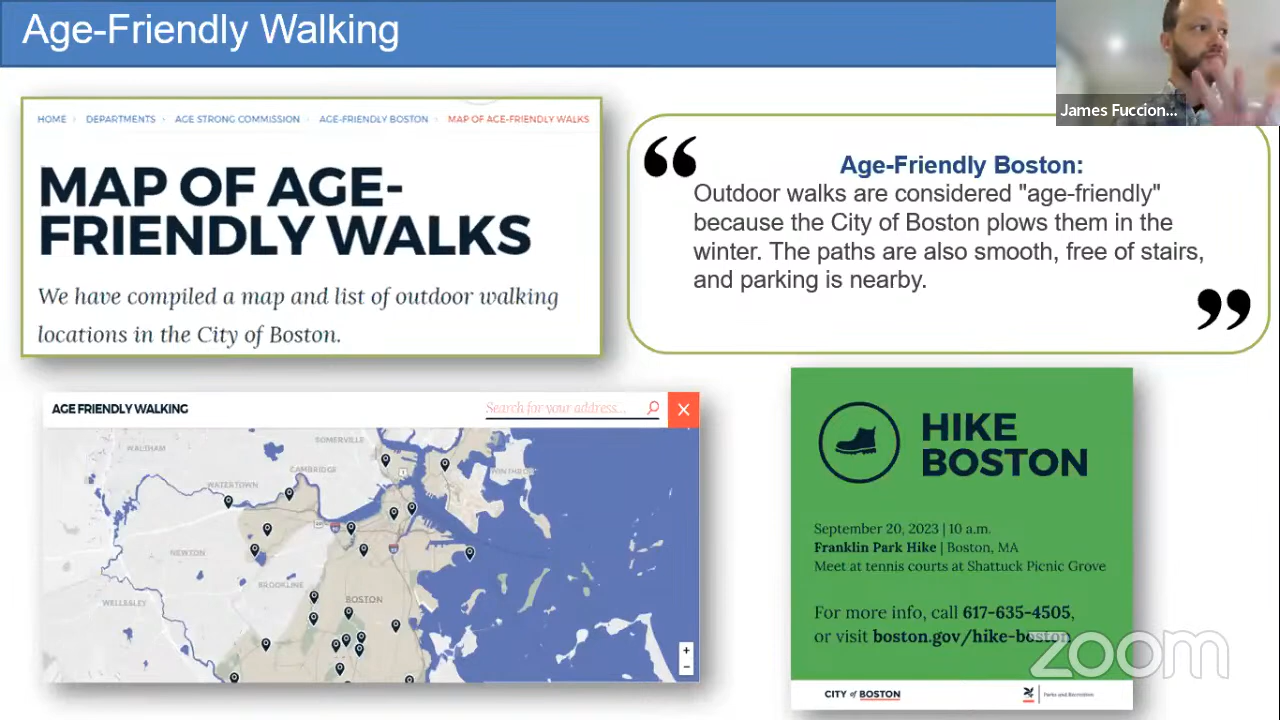 Age-Friendly Walking
James Fuccion...
HOME › DEPARTMENTS › AGE STRONG COMMISSION › AGE-FRIENDLY BOSTON › MAP OF AGE-FRIENDLY WALKS
MAP OF AGE-
FRIENDLY WALKS
We have compiled a map and list of outdoor walking
locations in the City of Boston.
“
Age-Friendly Boston:
Outdoor walks are considered "age-friendly"
because the City of Boston plows them in the
winter. The paths are also smooth, free of stairs,
and parking is nearby.
”
AGE FRIENDLY WALKING
Search for your address...
SOMERVILLE
WALTHAM
CAMBRIDGE
WINTHROP
WATERTOWN
NEWTON
BROOKLINE
BOSTON
WELLESLEY
+
−
HIKE
BOSTON
September 20, 2023 | 10 a.m.
Franklin Park Hike | Boston, MA
Meet at tennis courts at Shattuck Picnic Grove
For more info, call 617-635-4505,
or visit boston.gov/hike-boston
CITY of BOSTON
Parks and Recreation
zoom